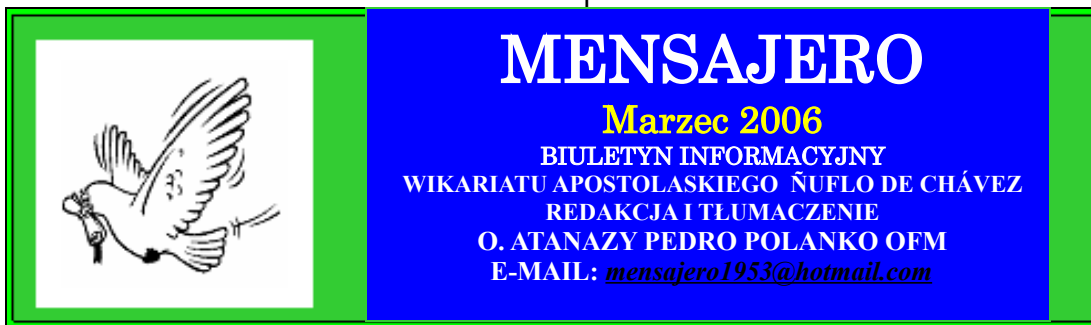 MENSAJERO
Marzec 2006
BIULETYN INFORMACYJNY
WIKARIATU APOSTOLASKIEGO ÑUFLO DE CHÁVEZ
REDAKCJA I TŁUMACZENIE
O. ATANAZY PEDRO POLANKO OFM
E-MAIL: mensajero1953@hotmail.com